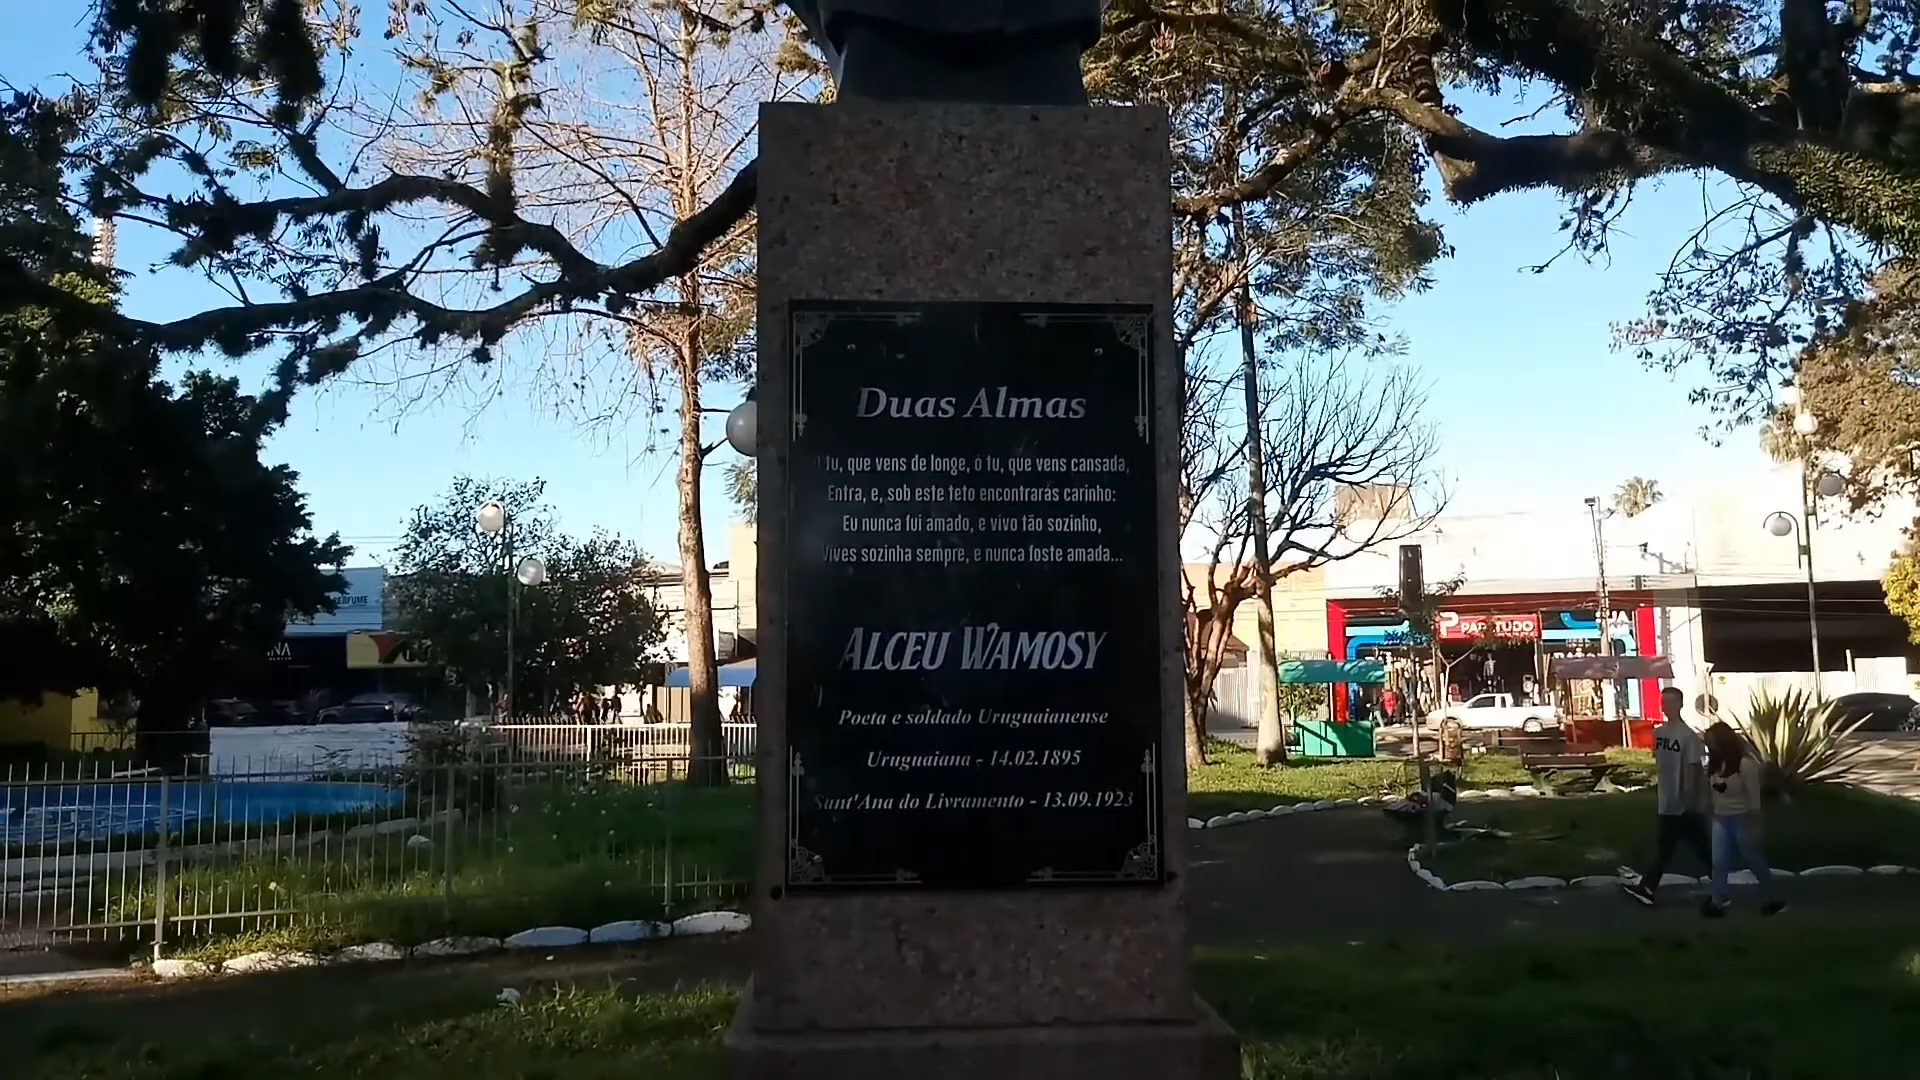 Duas Almas
tu, que vens de longe, ó tu, que vens cansada,
Entra, e, sob este teto encontrarás carinho:
Eu nunca fui amado, e vivo tão sozinho,
Vives sozinha sempre, e nunca foste amada...
ALCEU WAMOSY
Poeta e soldado Uruguaianense
Uruguaiana - 14.02.1895
Sant'Ana do Livramento - 13.09.1923
PERFUME
TUDO
FILA